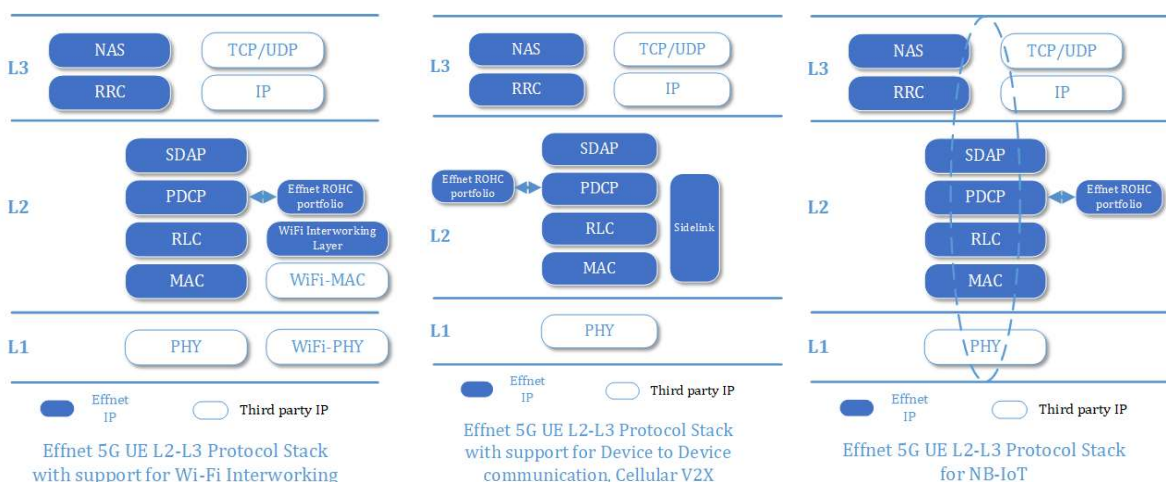 L3
NAS
TCP/UDP
RRC
IP
L2
SDAP
PDCP
Effnet ROHC
portfolio
RLC
WiFi Interworking
Layer
MAC
WiFi-MAC
L1
PHY
WiFi-PHY
Effnet
IP
Third party IP
Effnet 5G UE L2-L3 Protocol Stack
with support for Wi-Fi Interworking
L3
NAS
TCP/UDP
RRC
IP
SDAP
Effnet ROHC
portfolio
PDCP
L2
RLC
Sidelink
MAC
L1
PHY
Effnet
IP
Third party IP
Effnet 5G UE L2-L3 Protocol Stack
with support for Device to Device
communication, Cellular V2X
L3
NAS
TCP/UDP
RRC
IP
SDAP
L2
PDCP
Effnet ROHC
portfolio
RLC
MAC
L1
PHY
Effnet
IP
Third party IP
Effnet 5G UE L2-L3 Protocol Stack
for NB-IoT